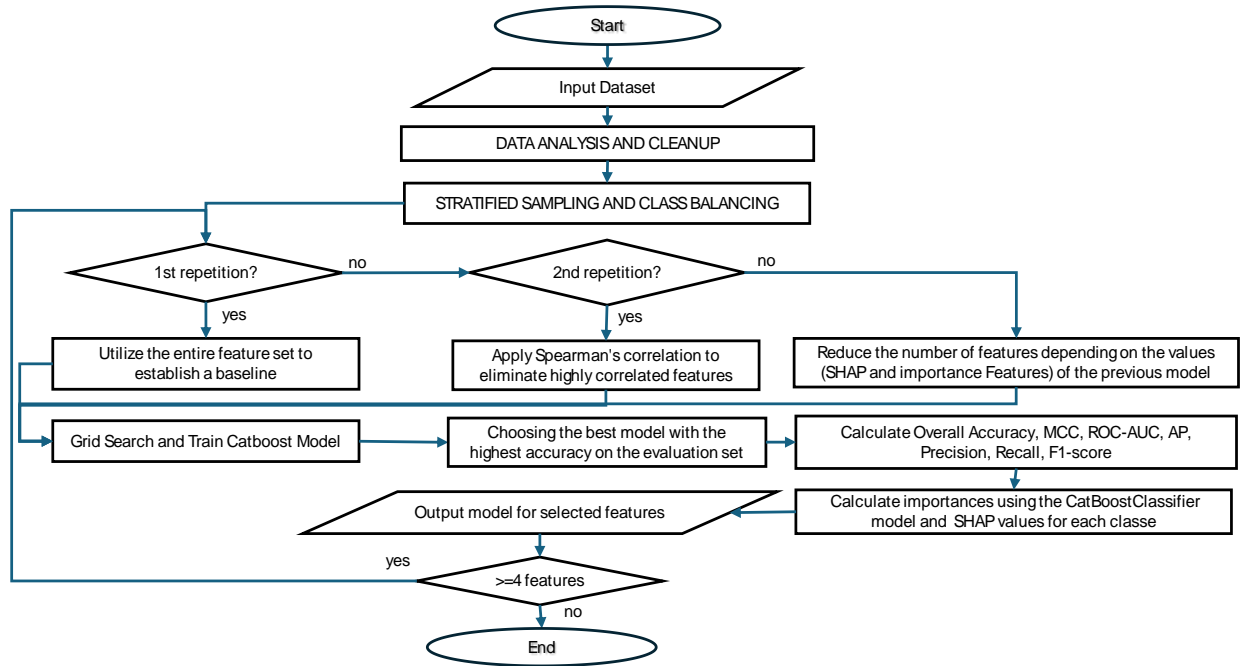 Start
Input Dataset
DATA ANALYSIS AND CLEANUP
STRATIFIED SAMPLING AND CLASS BALANCING
1st repetition?
no
2nd repetition?
no
yes
yes
Utilize the entire feature set to
establish a baseline
Apply Spearman's correlation to
eliminate highly correlated features
Reduce the number of features depending on the values
(SHAP and importance Features) of the previous model
Grid Search and Train Catboost Model
Choosing the best model with the
highest accuracy on the evaluation set
Calculate Overall Accuracy, MCC, ROC-AUC, AP,
Precision, Recall, F1-score
Calculate importances using the CatBoostClassifier
model and SHAP values for each classe
Output model for selected features
yes
>=4 features
no
End